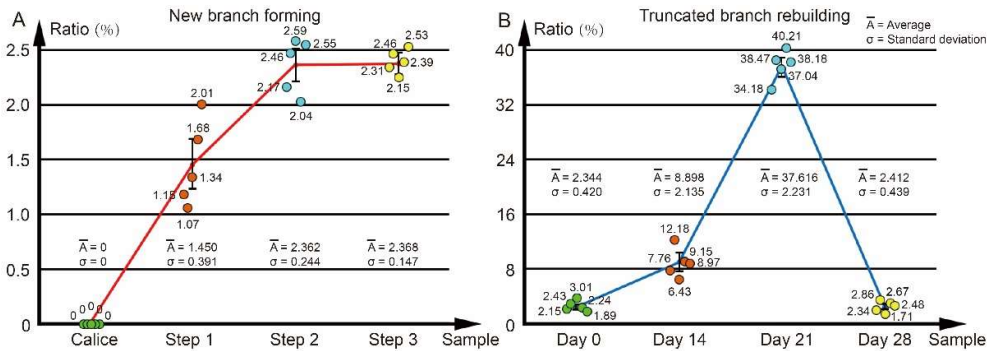 A
New branch forming
Ratio (%)
2.5
2.0
1.5
1.0
0.5
0
2.59
2.55
2.46
2.17
2.04
2.46
2.53
2.31
2.39
2.15
2.01
1.68
1.34
1.15
1.07
A = 0
σ = 0
A = 1.450
σ = 0.391
A = 2.362
σ = 0.244
A = 2.368
σ = 0.147
0 0 0 0 0
Calice Step 1 Step 2 Step 3 Sample
B
Truncated branch rebuilding
Ratio (%)
A = Average
σ = Standard deviation
40
32
24
16
8
0
40.21
38.47
38.18
37.04
34.18
A = 2.344
σ = 0.420
A = 8.898
σ = 2.135
A = 37.616
σ = 2.231
A = 2.412
σ = 0.439
12.18
7.76
9.15
8.97
6.43
3.01
2.43
2.24
2.15
1.89
2.86
2.67
2.48
2.34
1.71
Day 0 Day 14 Day 21 Day 28 Sample